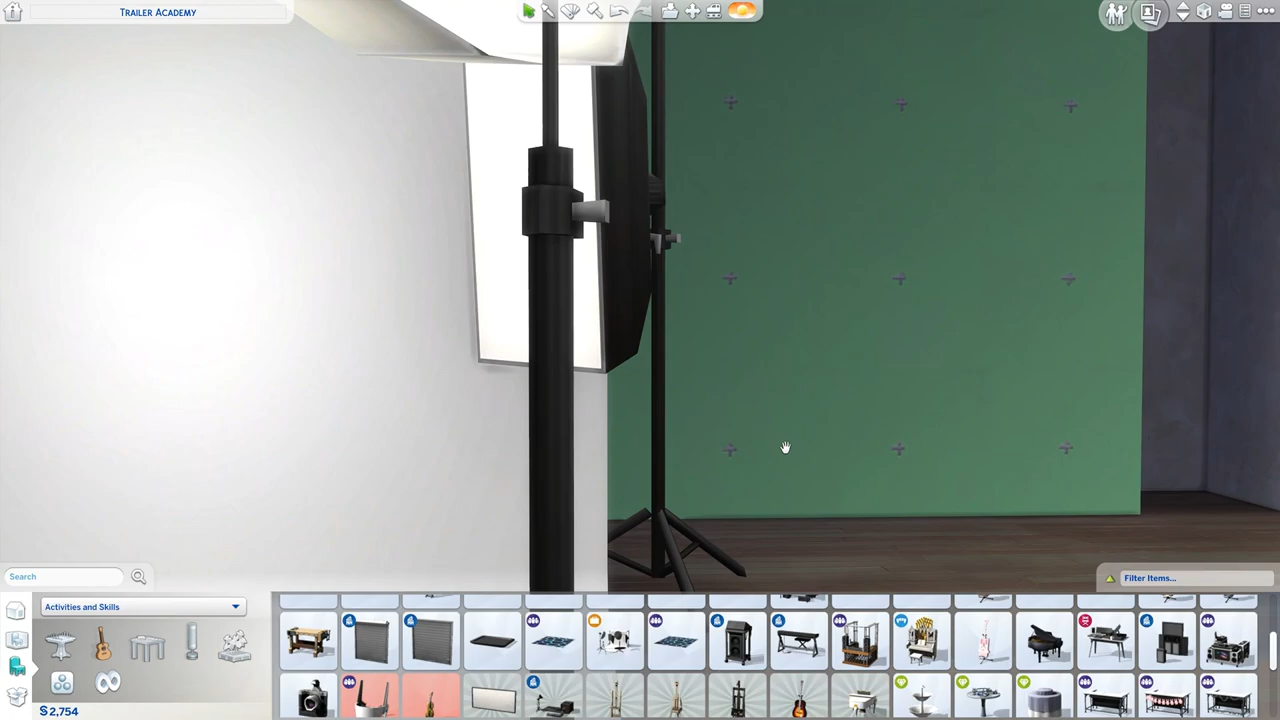 TRAILER ACADEMY
Search
Filter Items...
Activities and Skills
§2,754